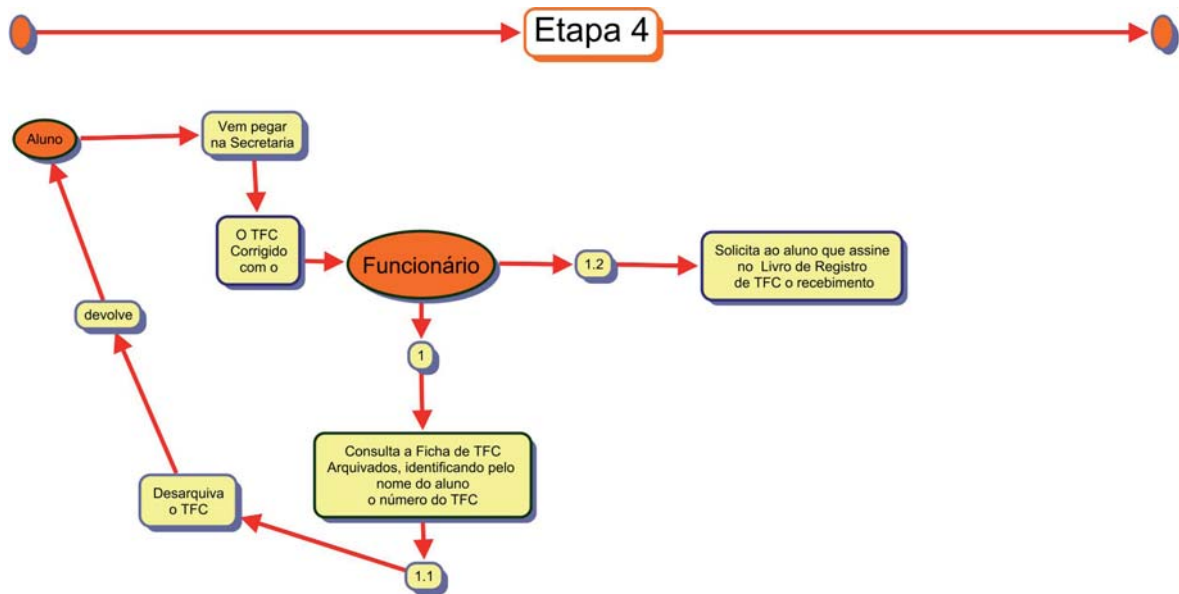 Etapa 4
Aluno
Vem pegar
na Secretaria
O TFC
Corrigido
com o
Funcionário
1.2
Solicita ao aluno que assine
no Livro de Registro
de TFC o recebimento
devolve
1
Consulta a Ficha de TFC
Arquivados, identificando pelo
nome do aluno
o número do TFC
Desarquiva
o TFC
1.1